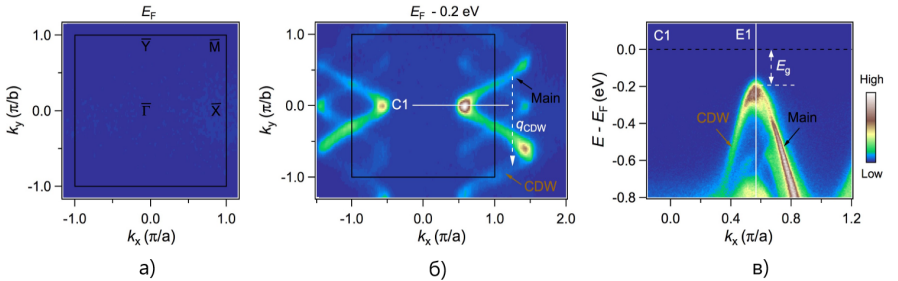 E_F
1.0
0.0
-1.0
k_y (π/b)
Y̅
M̅
Γ̅
X̅
-1.0
0.0
1.0
k_x (π/a)
а)
E_F - 0.2 eV
1.0
0.0
-1.0
k_y (π/b)
C1
Main
q_CDW
CDW
-1.0
0.0
1.0
2.0
k_x (π/a)
б)
C1
E1
0.0
-0.2
-0.4
-0.6
-0.8
E - E_F (eV)
E_g
CDW
Main
0.0
0.4
0.8
1.2
k_x (π/a)
High
Low
в)